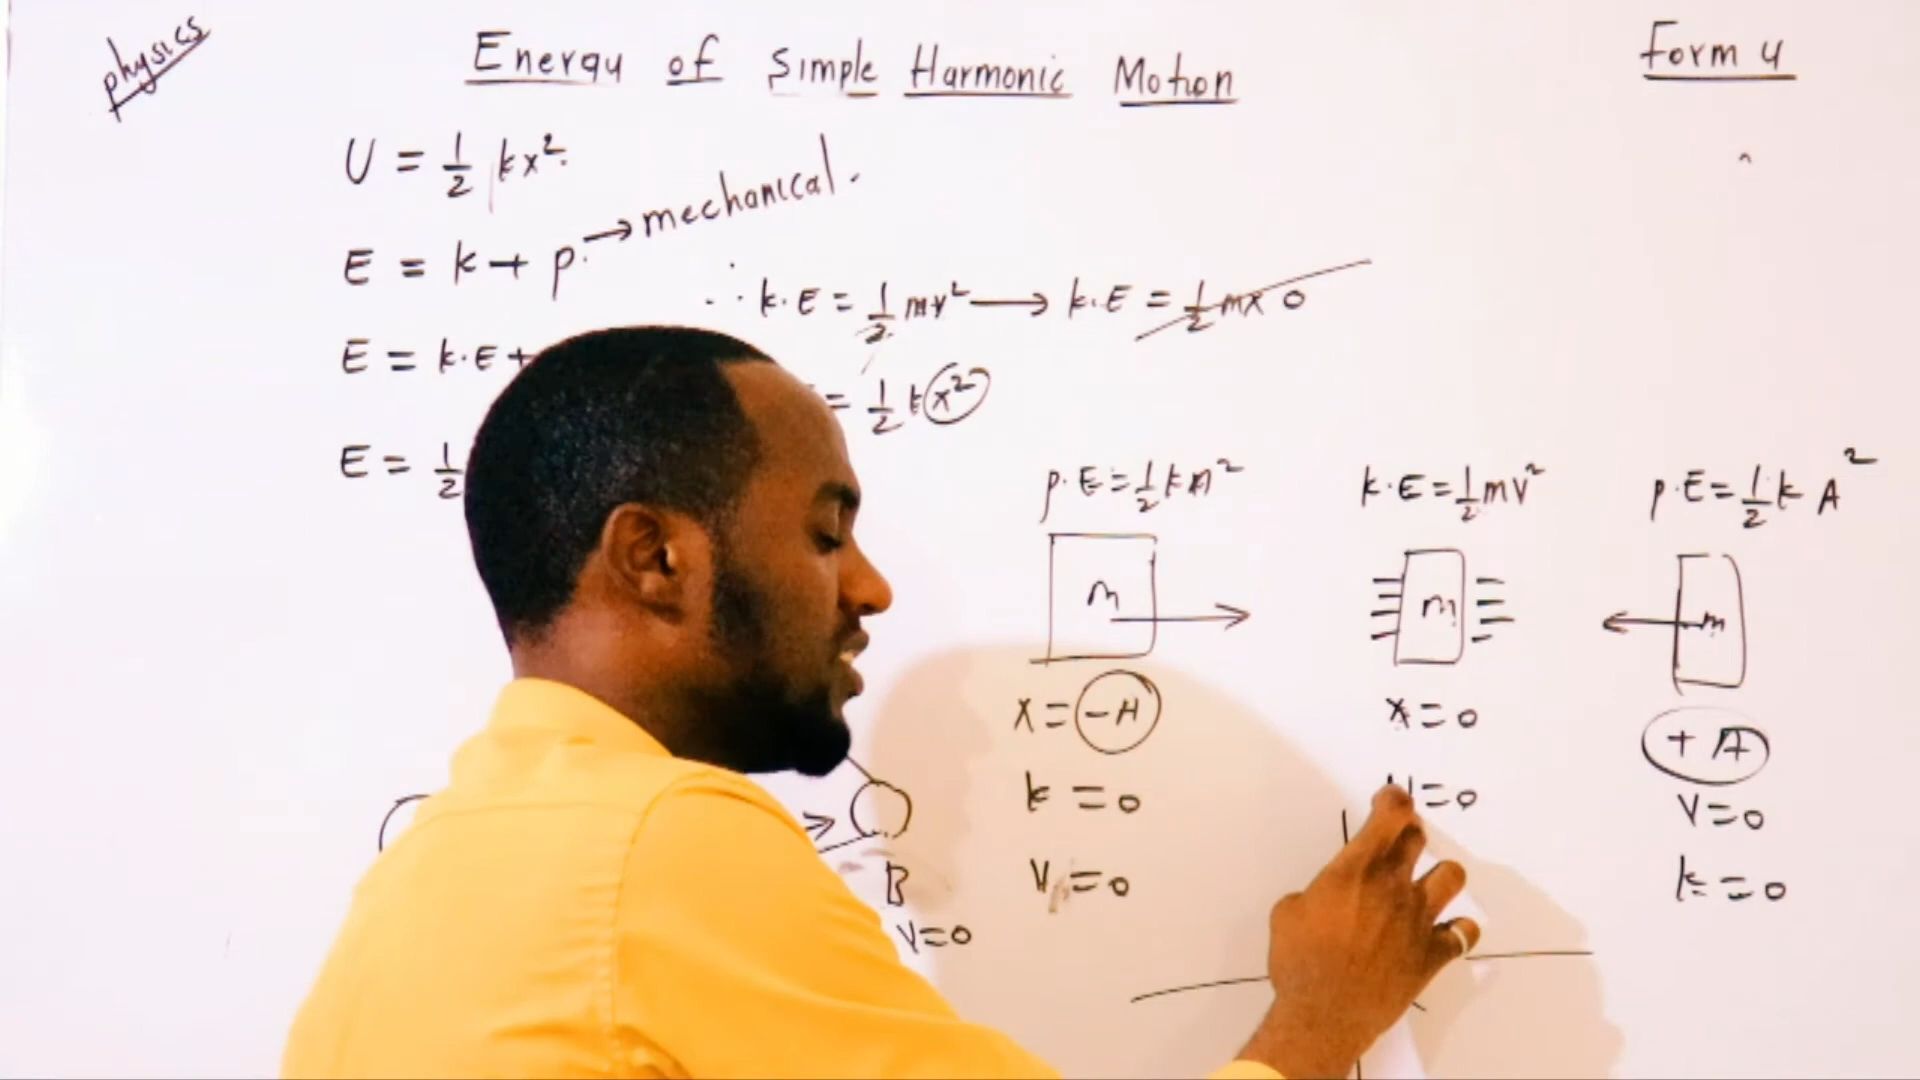 physics
Energy of Simple Harmonic Motion
Form 4
U = 1/2 kx².
E = k + p. → mechanical.
∴ k.E = 1/2 mv² → k.E = 1/2 mx 0
E = k.E +
= 1/2 k x²
E = 1/2
p.E = 1/2 k A²
k.E = 1/2 mv²
p.E = 1/2 k A²
m
m
m
x = -A
x = 0
+ A
k = 0
=0
v=0
B
v = 0
k = 0
v=0